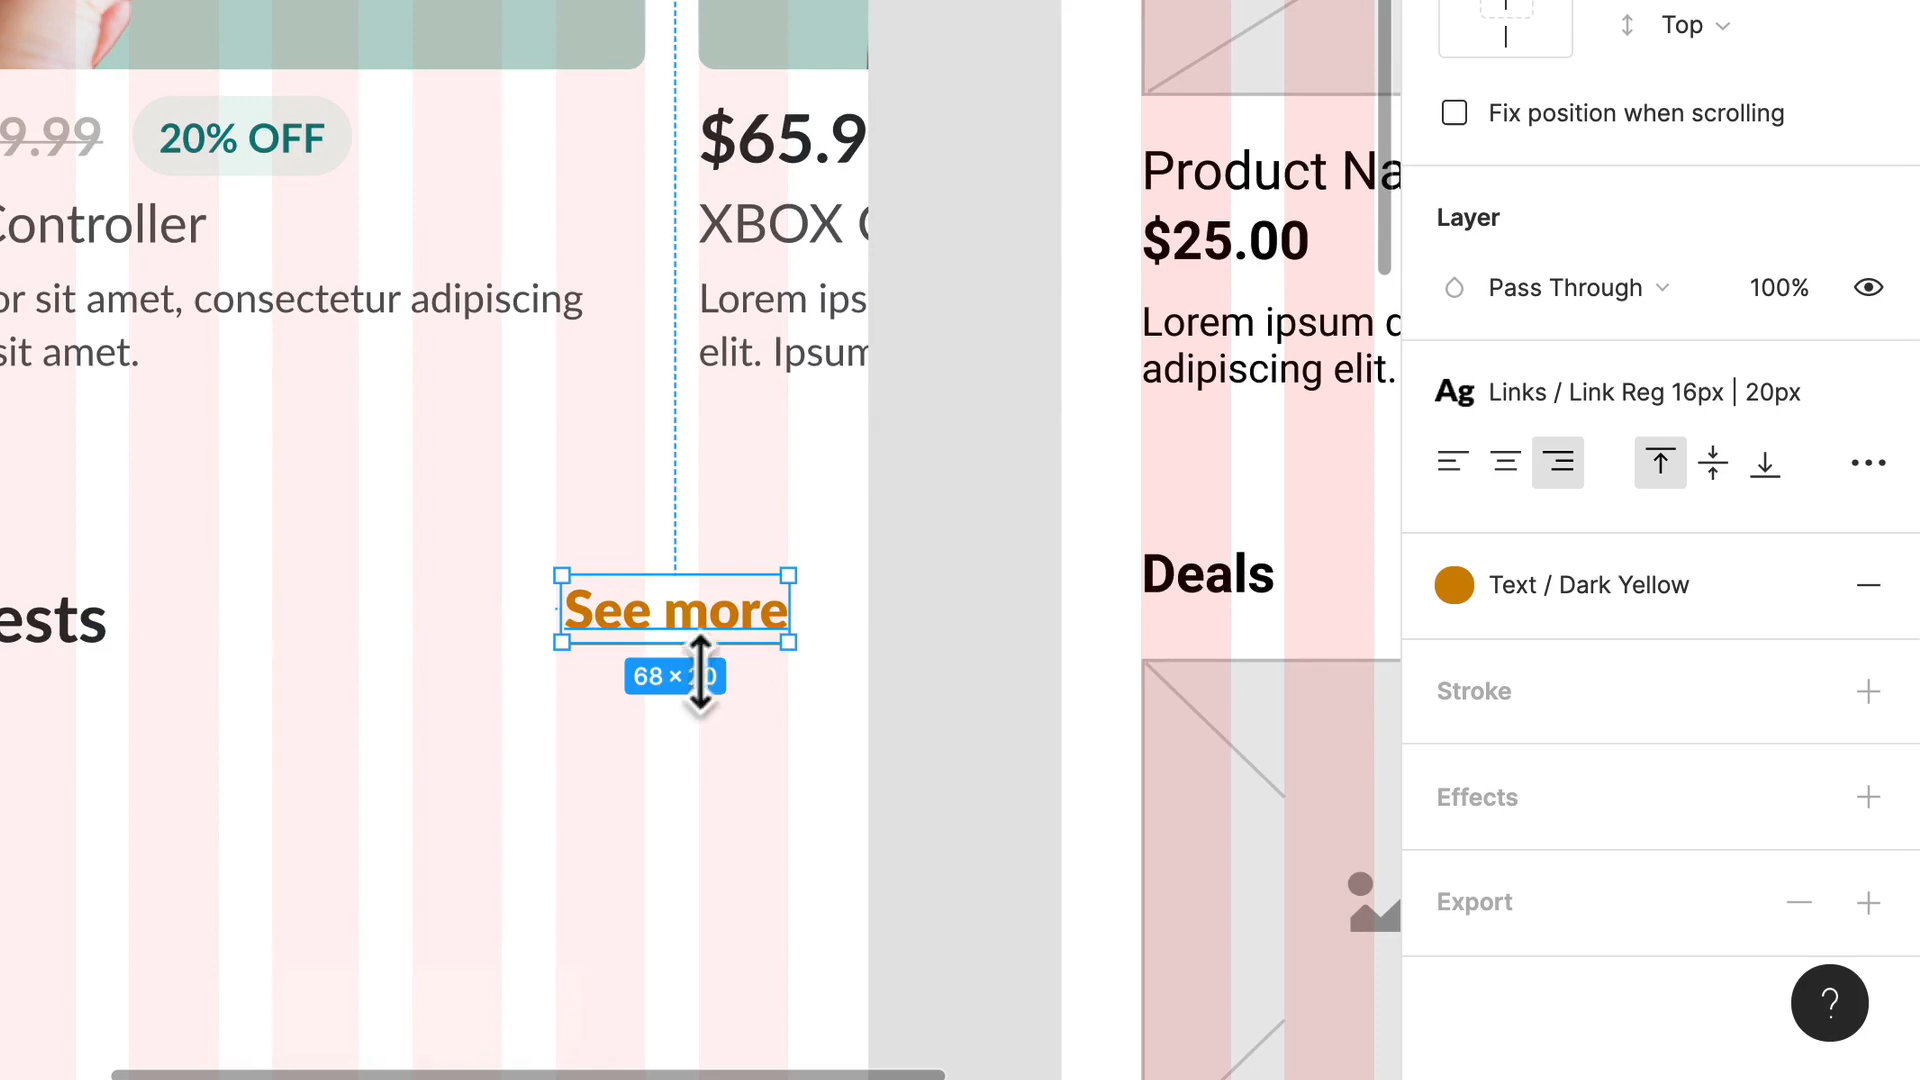 9.99
20% OFF
Controller
or sit amet, consectetur adipiscing
sit amet.
$65.9
XBOX
Lorem ips
elit. Ipsum
ests
See more
68 × 20
Product Na
$25.00
Lorem ipsum
adipiscing elit.
Deals
Top
Fix position when scrolling
Layer
Pass Through
100%
Ag Links / Link Reg 16px | 20px
Text / Dark Yellow
Stroke
Effects
Export
?